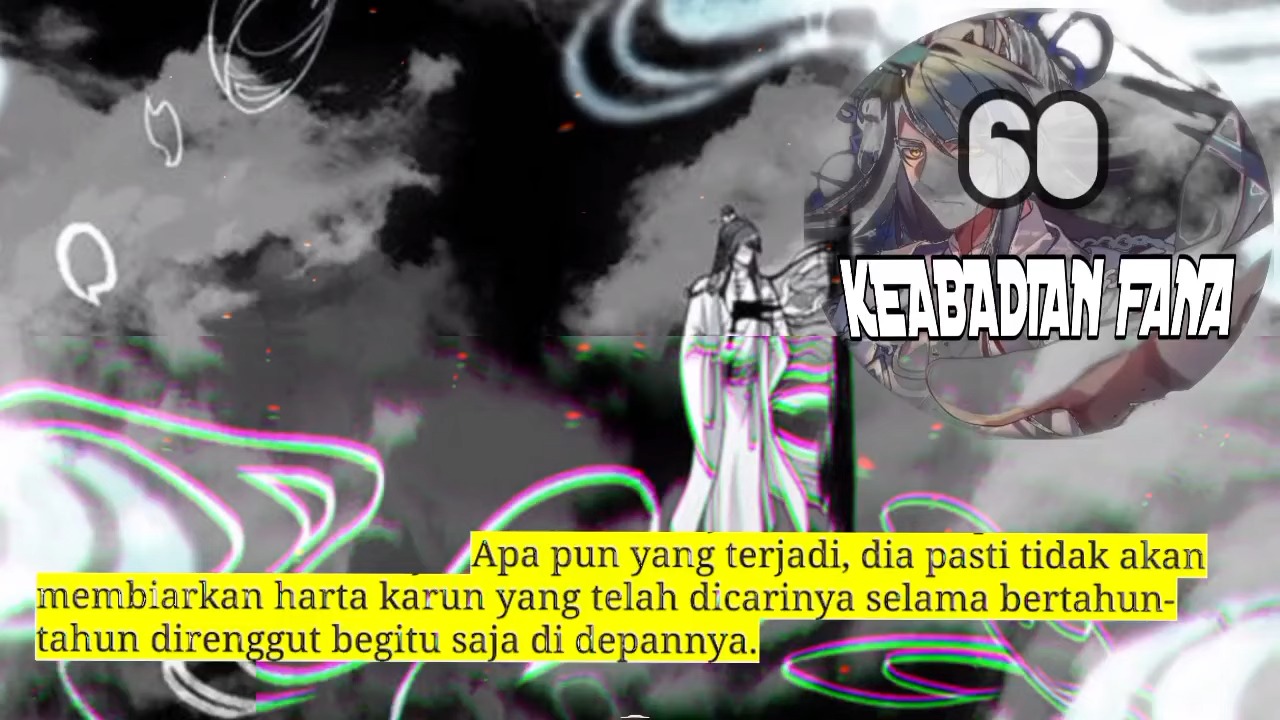 60
KEABADIAN FANA
Apa pun yang terjadi, dia pasti tidak akan
membiarkan harta karun yang telah dicarinya selama bertahun-
tahun direnggut begitu saja di depannya.